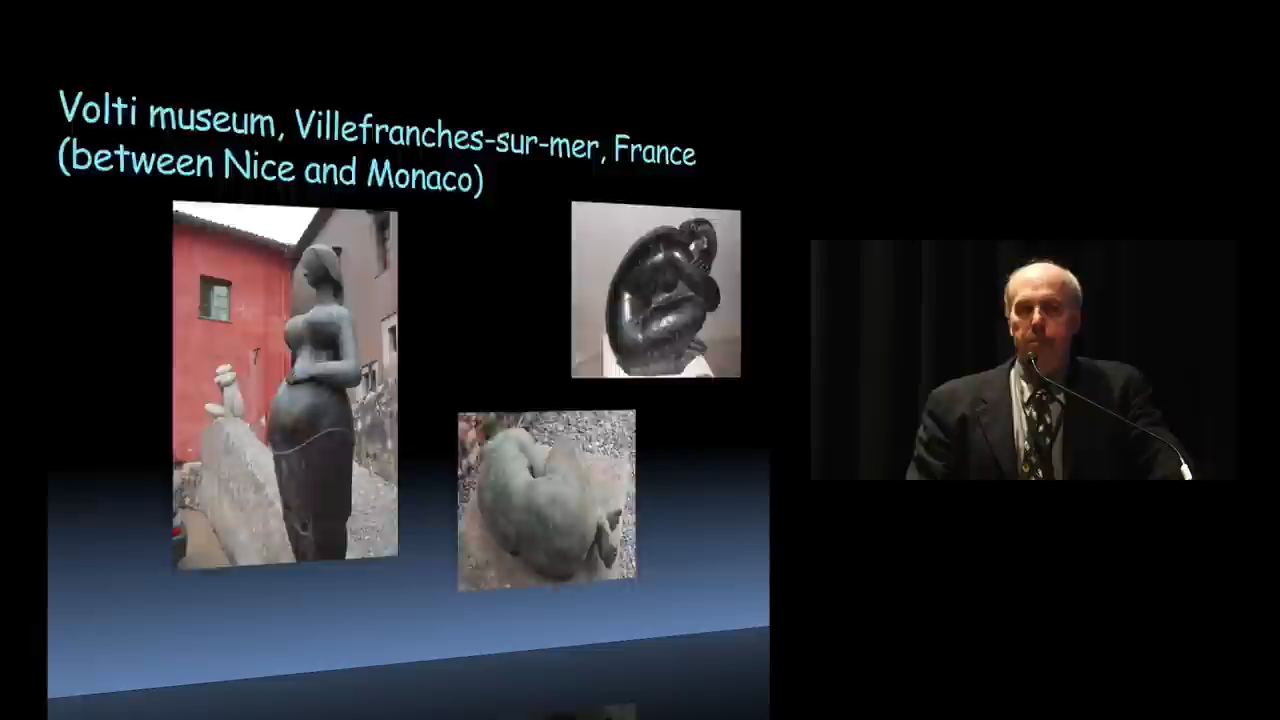 Volti museum, Villefranches-sur-mer, France
(between Nice and Monaco)